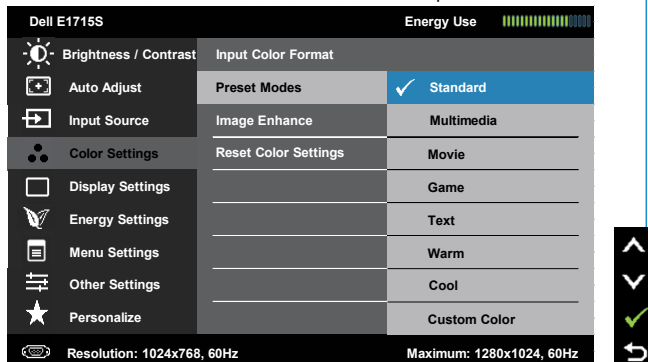 Dell E1715S Energy Use
Brightness / Contrast Input Color Format
Auto Adjust Preset Modes Standard
Input Source Image Enhance Multimedia
Color Settings Reset Color Settings Movie
Display Settings Game
Energy Settings Text
Menu Settings Warm
Other Settings Cool
Personalize Custom Color
Resolution: 1024x768, 60Hz Maximum: 1280x1024, 60Hz